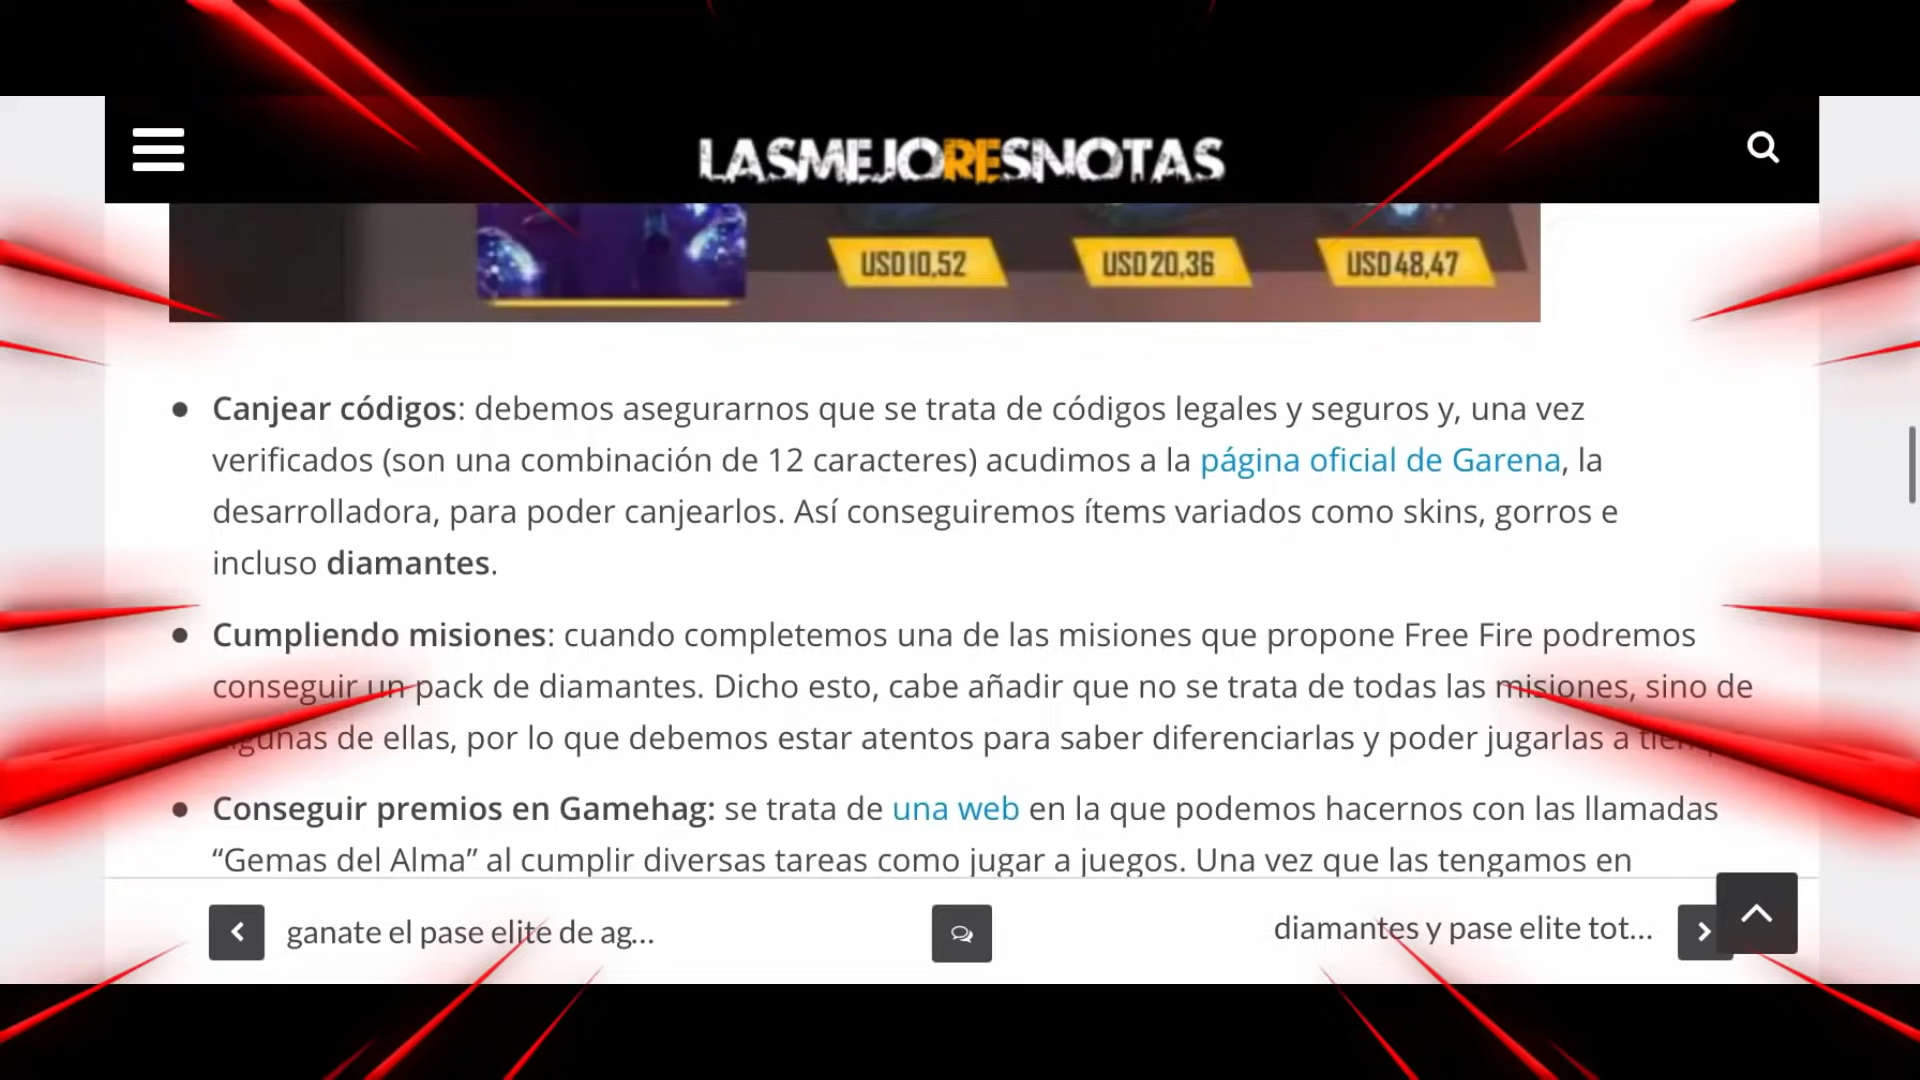 LASMEJORESNOTAS
USD10,52 USD20,36 USD48,47
Canjear códigos: debemos asegurarnos que se trata de códigos legales y seguros y, una vez
verificados (son una combinación de 12 caracteres) acudimos a la página oficial de Garena, la
desarrolladora, para poder canjearlos. Así conseguiremos ítems variados como skins, gorros e
incluso diamantes.
Cumpliendo misiones: cuando completemos una de las misiones que propone Free Fire podremos
conseguir un pack de diamantes. Dicho esto, cabe añadir que no se trata de todas las misiones, sino de
algunas de ellas, por lo que debemos estar atentos para saber diferenciarlas y poder jugarlas a
Conseguir premios en Gamehag: se trata de una web en la que podemos hacernos con las llamadas
“Gemas del Alma” al cumplir diversas tareas como jugar a juegos. Una vez que las tengamos en
ganate el pase elite de ag...
diamantes y pase elite tot...